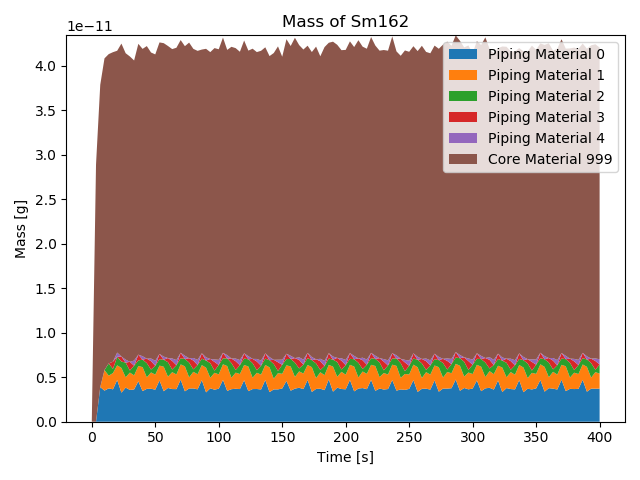 Mass of Sm162
1e−11
Piping Material 0
Piping Material 1
Piping Material 2
Piping Material 3
Piping Material 4
Core Material 999
4.0
3.5
3.0
2.5
2.0
1.5
1.0
0.5
0.0
Mass [g]
0 50 100 150 200 250 300 350 400
Time [s]